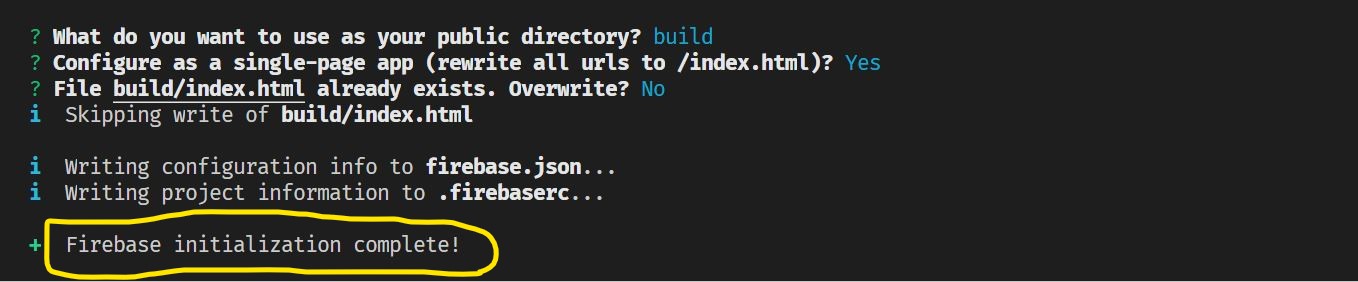 ? What do you want to use as your public directory? build
? Configure as a single-page app (rewrite all urls to /index.html)? Yes
? File build/index.html already exists. Overwrite? No
i Skipping write of build/index.html
i Writing configuration info to firebase.json...
i Writing project information to .firebaserc...
+ Firebase initialization complete!